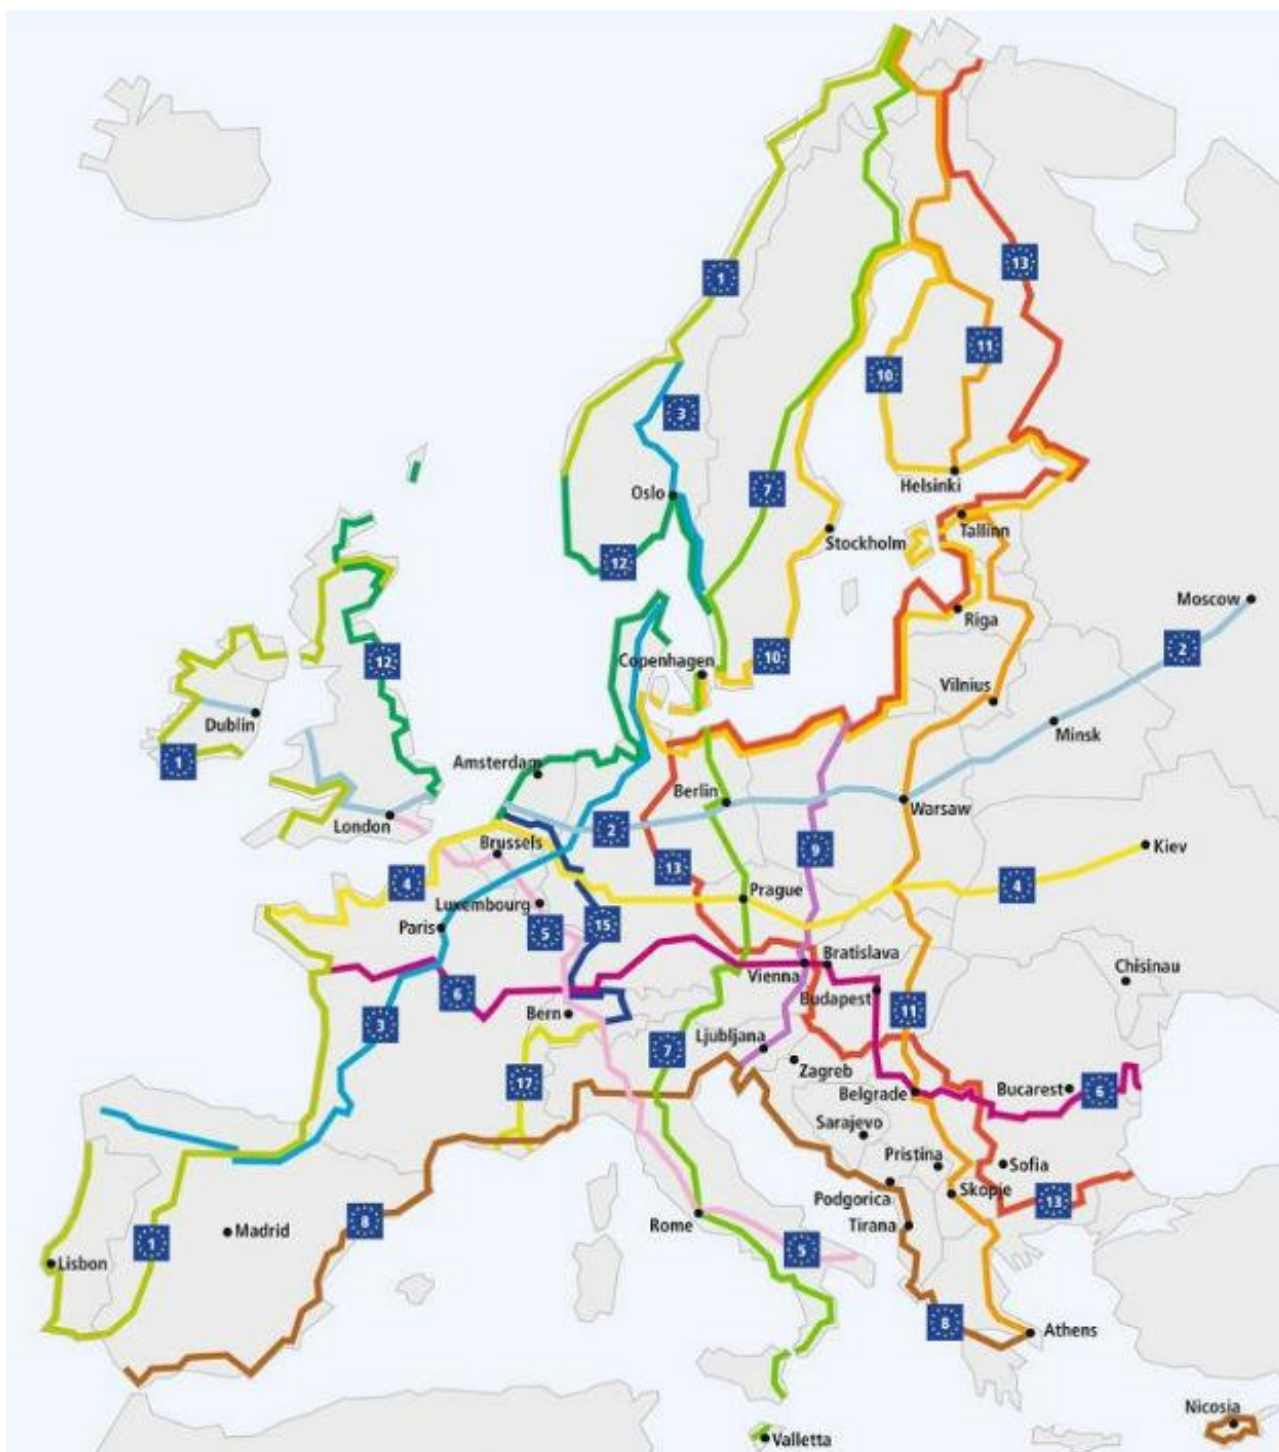 13
1
11
10
3
7
Oslo
Helsinki
Tallinn
Stockholm
12
Moscow
Riga
2
12
Copenhagen
10
Vilnius
Dublin
Minsk
1
Amsterdam
Berlin
Warsaw
London
2
Brussels
9
Kiev
13
4
4
Prague
Luxembourg
Paris
5
15
Bratislava
Vienna
Chisinau
6
Budapest
Bern
3
11
Ljubljana
7
Zagreb
17
Belgrade
Bucarest
6
Sarajevo
Pristina
Sofia
Podgorica
Skopje
13
Rome
Tirana
8
Madrid
1
5
Lisbon
8
Athens
Nicosia
Valletta